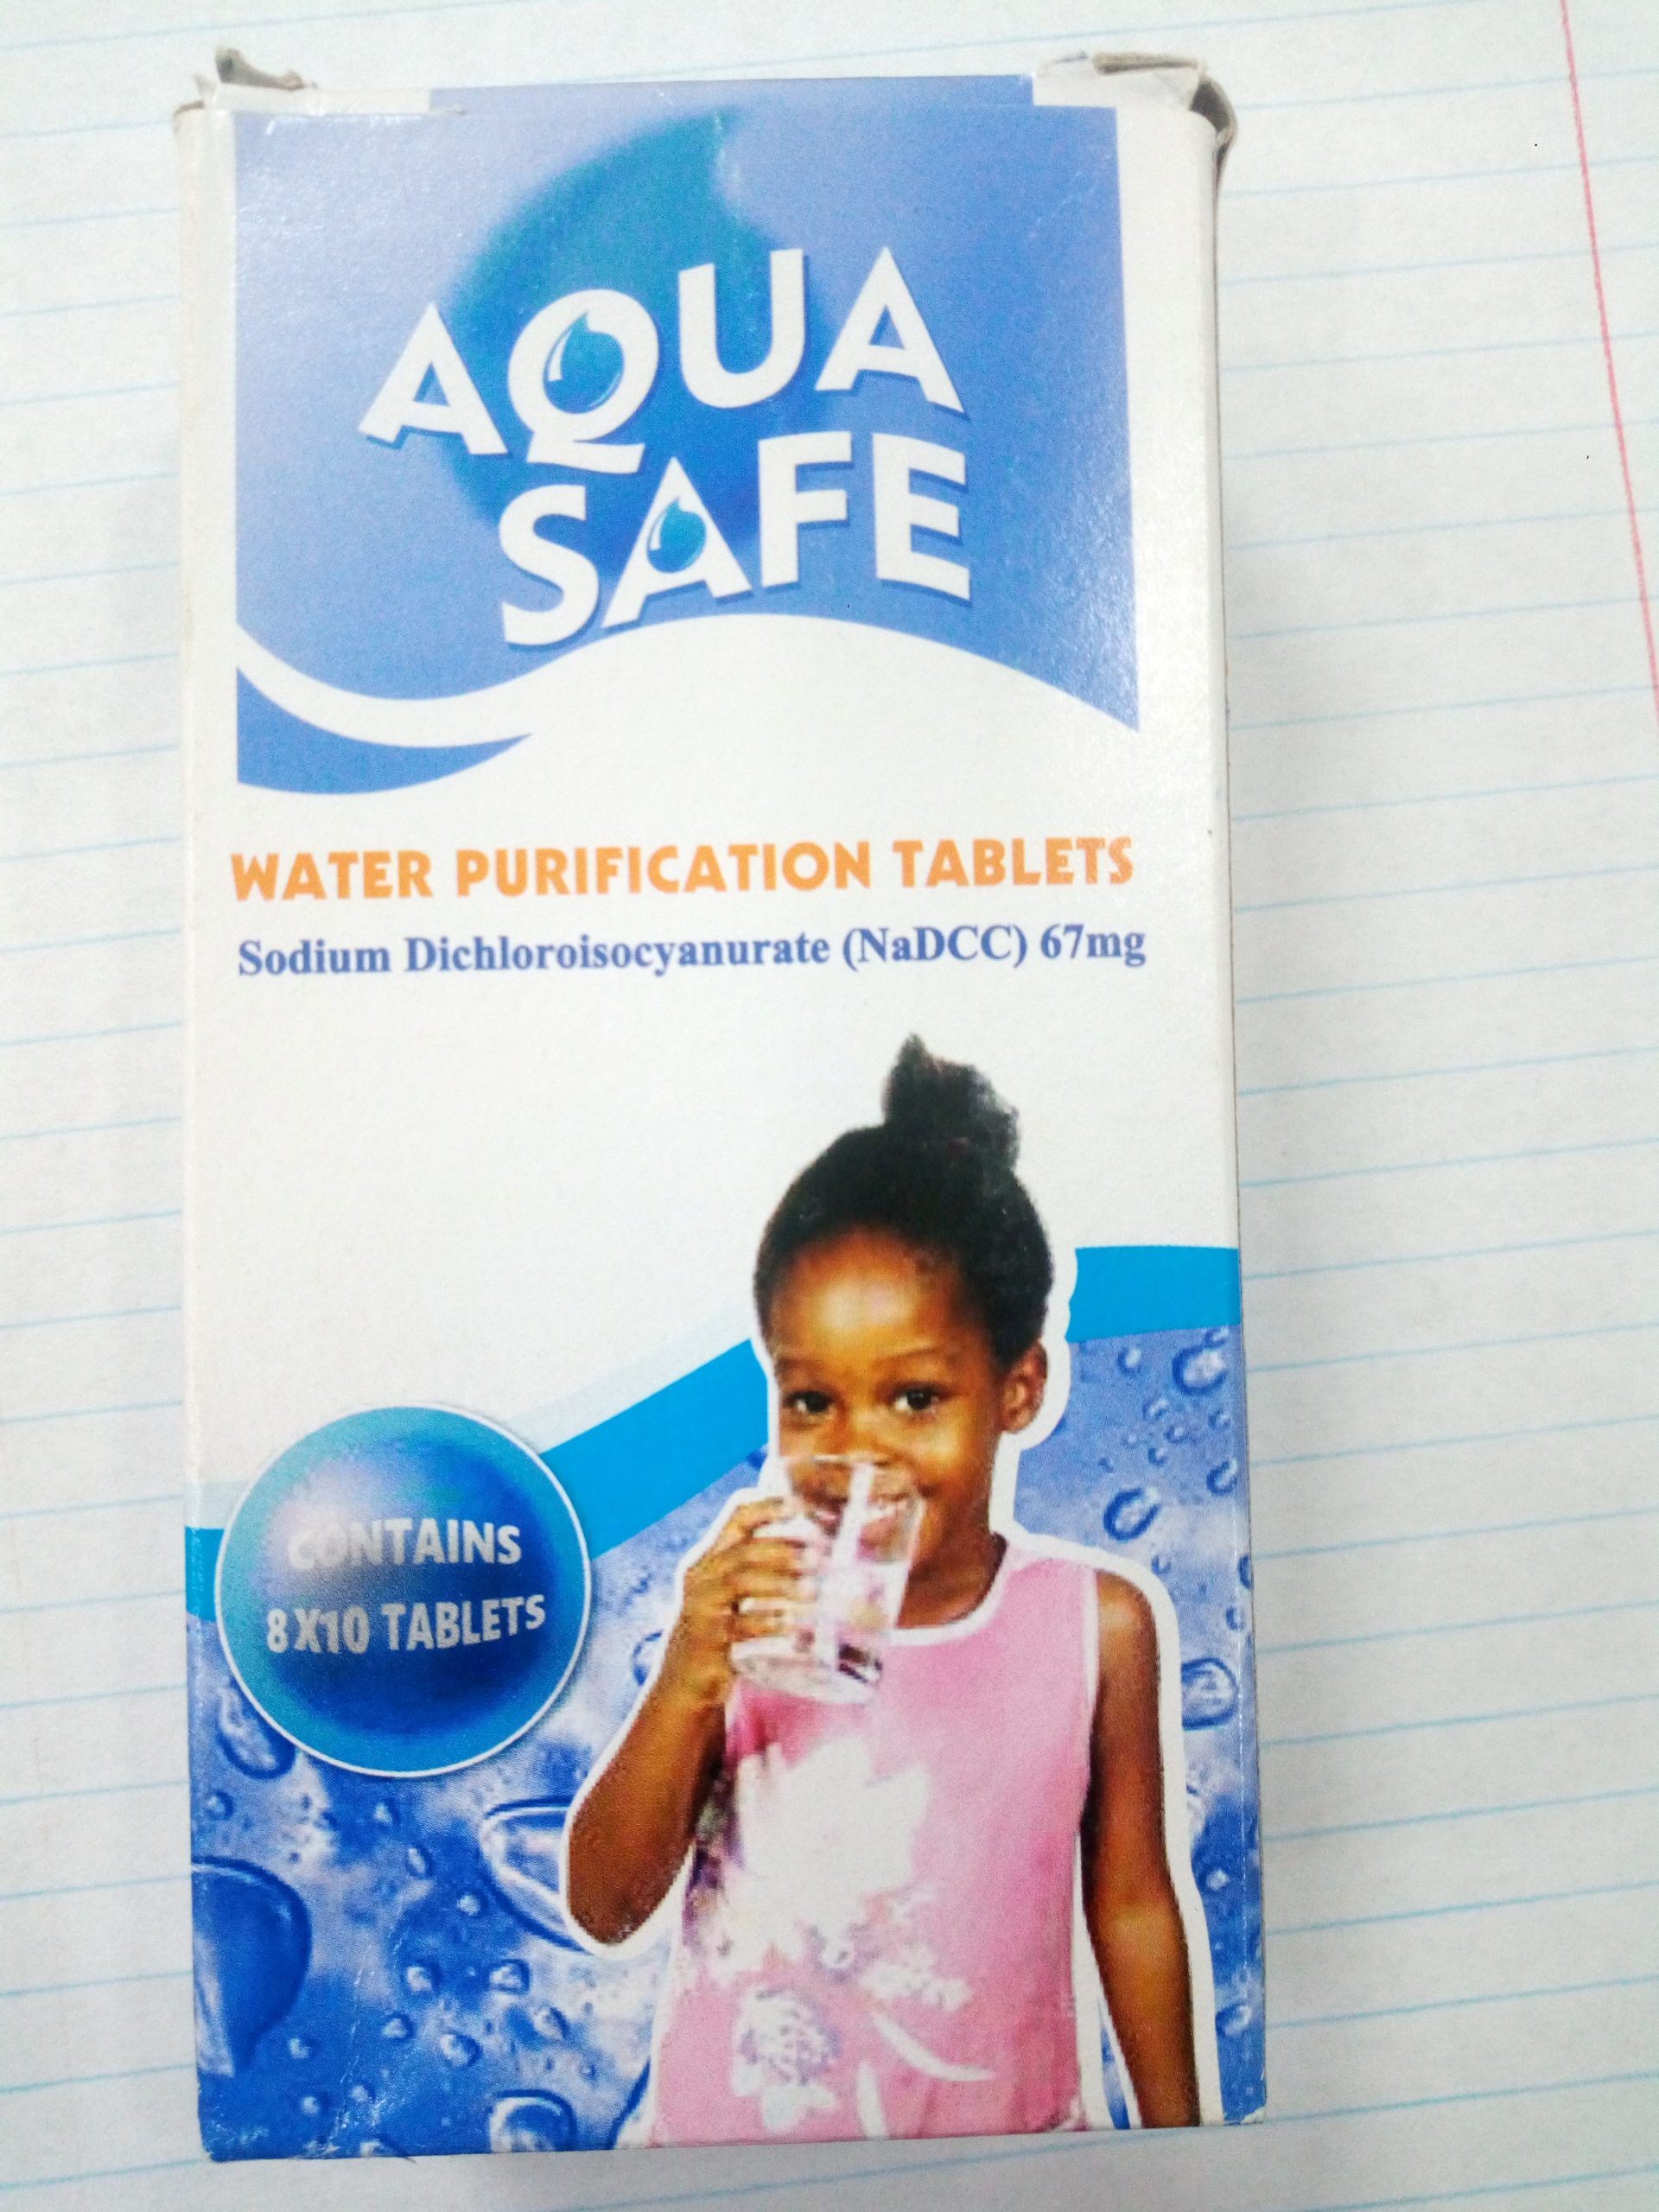 AQUA
SAFE
WATER PURIFICATION TABLETS
Sodium Dichloroisocyanurate (NaDCC) 67mg
CONTAINS
8X10 TABLETS